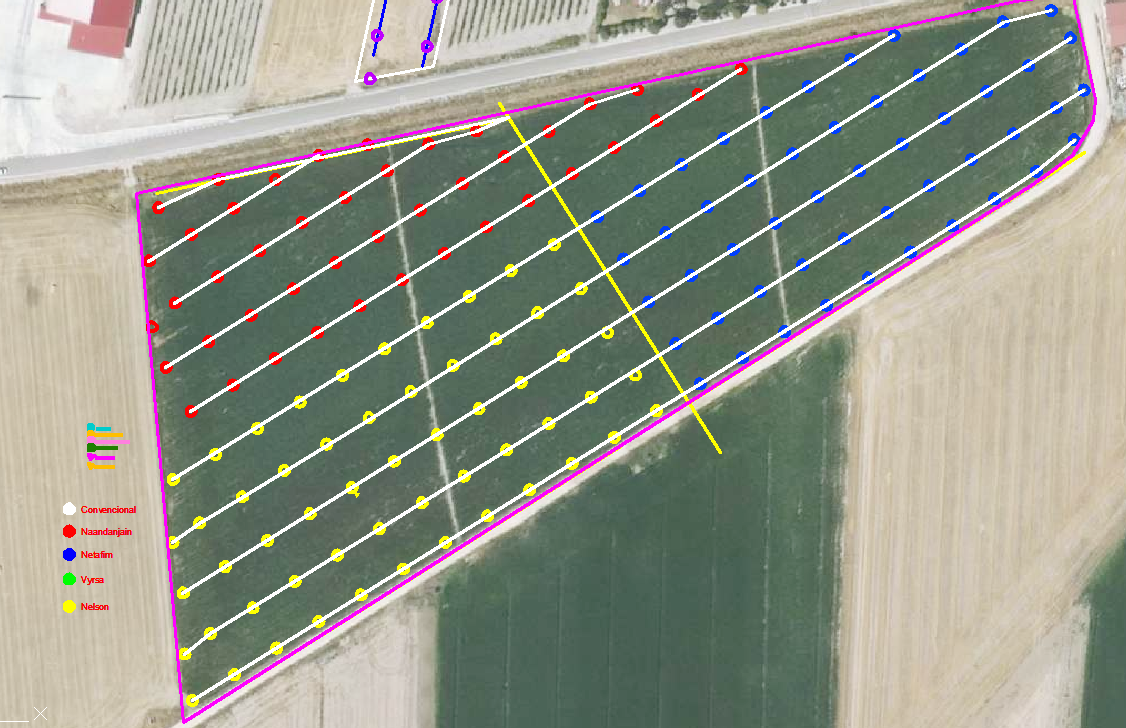 Convencional
Naandanjain
Netafim
Vyrsa
Nelson